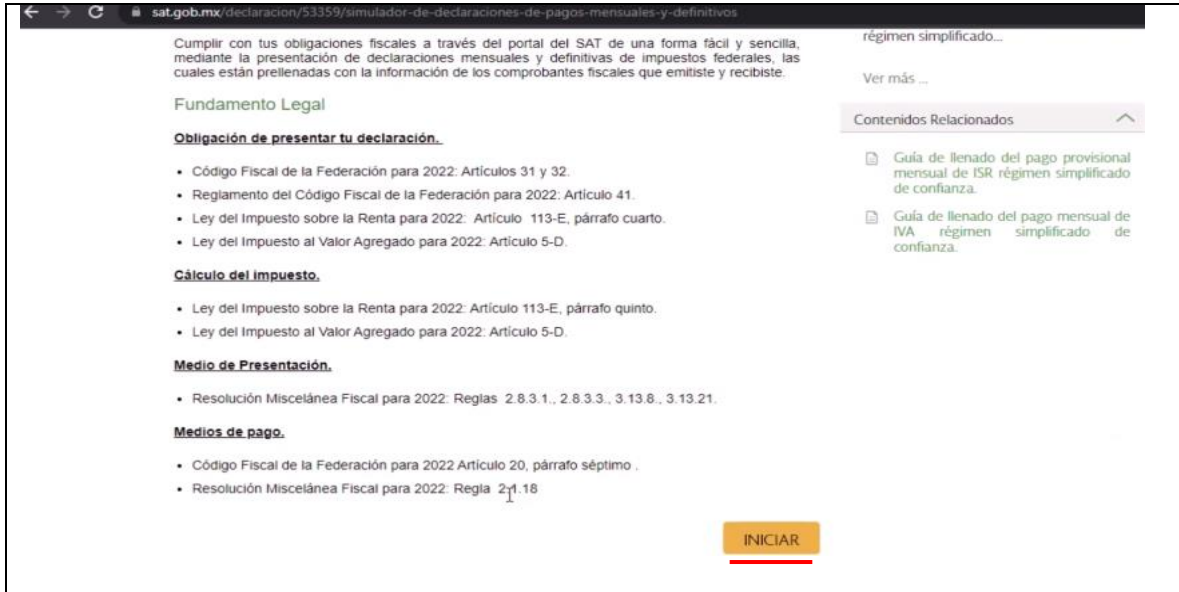 sat.gob.mx/declaracion/53359/simulador-de-declaraciones-de-pagos-mensuales-y-definitivos
Cumplir con tus obligaciones fiscales a través del portal del SAT de una forma fácil y sencilla,
mediante la presentación de declaraciones mensuales y definitivas de impuestos federales, las
cuales están prellenadas con la información de los comprobantes fiscales que emitiste y recibiste.
Fundamento Legal
Obligación de presentar tu declaración.
• Código Fiscal de la Federación para 2022: Artículos 31 y 32.
• Reglamento del Código Fiscal de la Federación para 2022: Artículo 41.
• Ley del Impuesto sobre la Renta para 2022: Artículo 113-E, párrafo cuarto.
• Ley del Impuesto al Valor Agregado para 2022: Artículo 5-D.
Cálculo del impuesto.
• Ley del Impuesto sobre la Renta para 2022: Artículo 113-E, párrafo quinto.
• Ley del Impuesto al Valor Agregado para 2022: Artículo 5-D.
Medio de Presentación.
• Resolución Miscelánea Fiscal para 2022: Reglas 2.8.3.1., 2.8.3.3., 3.13.8., 3.13.21.
Medios de pago.
• Código Fiscal de la Federación para 2022 Artículo 20, párrafo séptimo .
• Resolución Miscelánea Fiscal para 2022: Regla 2.1.18
INICIAR
régimen simplificado...
Ver más ...
Contenidos Relacionados
Guía de llenado del pago provisional
mensual de ISR régimen simplificado
de confianza.
Guía de llenado del pago mensual de
IVA régimen simplificado de
confianza.